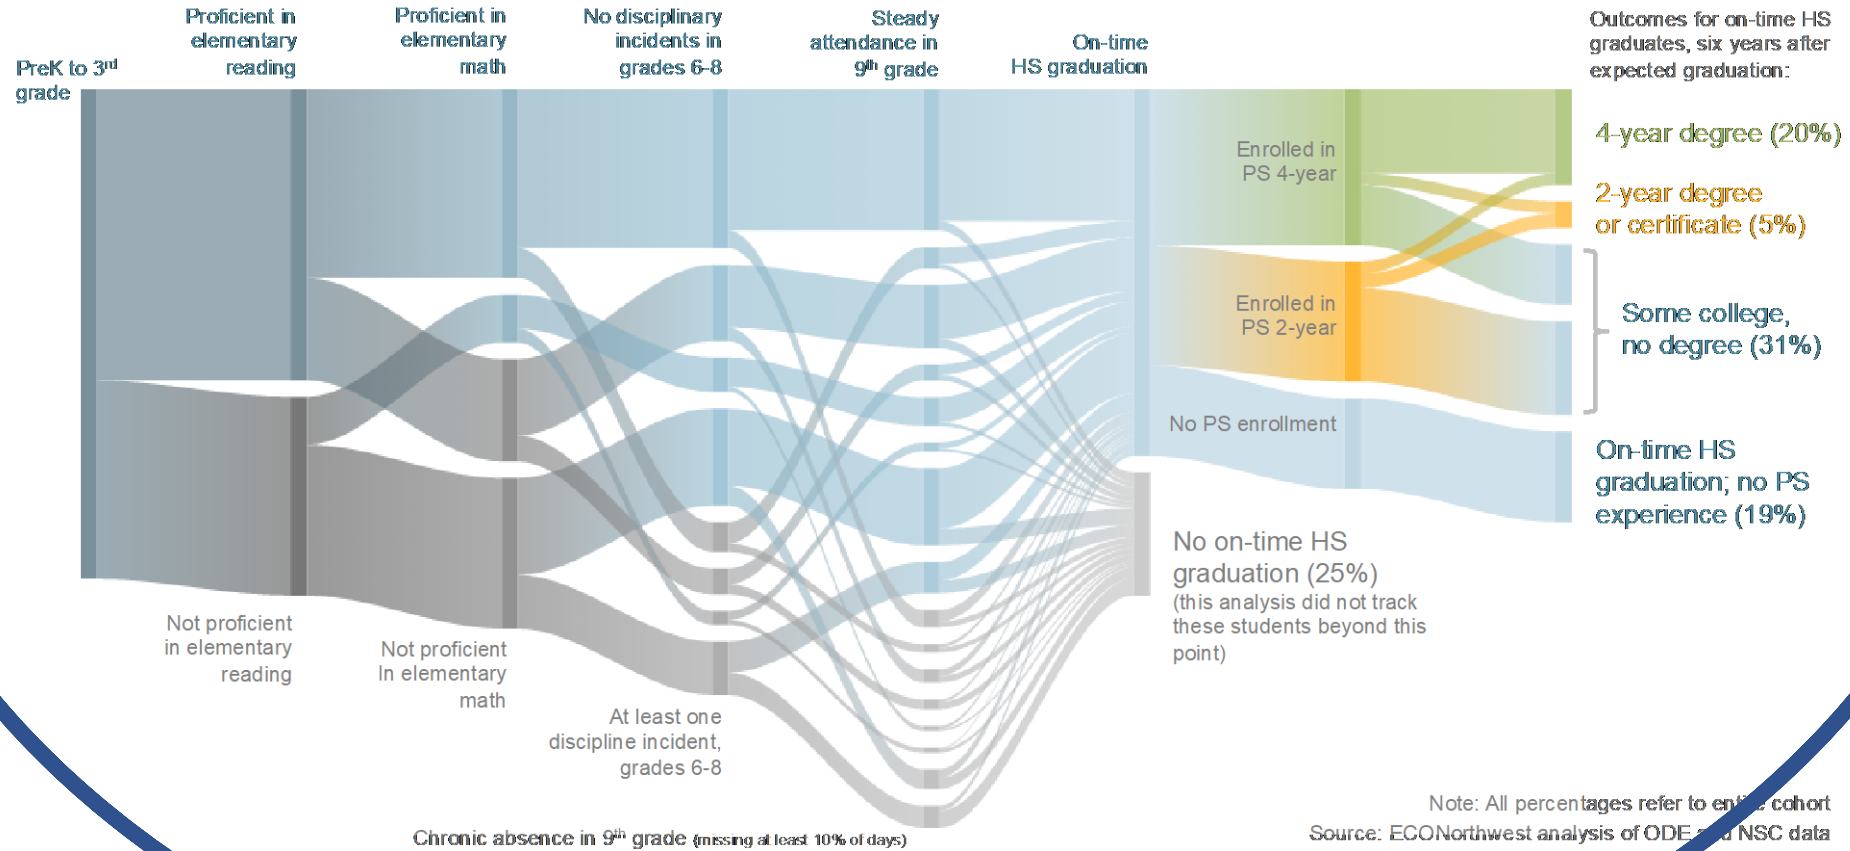 PreK to 3rd
grade
Proficient in
elementary
reading
Proficient in
elementary
math
No disciplinary
incidents in
grades 6-8
Steady
attendance in
9th grade
On-time
HS graduation
Outcomes for on-time HS
graduates, six years after
expected graduation:
Enrolled in
PS 4-year
Enrolled in
PS 2-year
No PS enrollment
4-year degree (20%)
2-year degree
or certificate (5%)
Some college,
no degree (31%)
On-time HS
graduation; no PS
experience (19%)
No on-time HS
graduation (25%)
(this analysis did not track
these students beyond this
point)
Not proficient
in elementary
reading
Not proficient
In elementary
math
At least one
discipline incident,
grades 6-8
Chronic absence in 9th grade (missing at least 10% of days)
Note: All percentages refer to entire cohort
Source: ECONorthwest analysis of ODE and NSC data